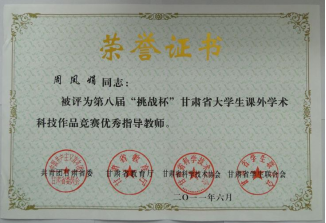 荣誉证书
周凤娟同志：
被评为第八届“挑战杯”甘肃省大学生课外学术
科技作品竞赛优秀指导教师。
共青团甘肃省委 甘肃省教育厅 甘肃省科学技术协会 甘肃省学生联合会
二〇一一年六月